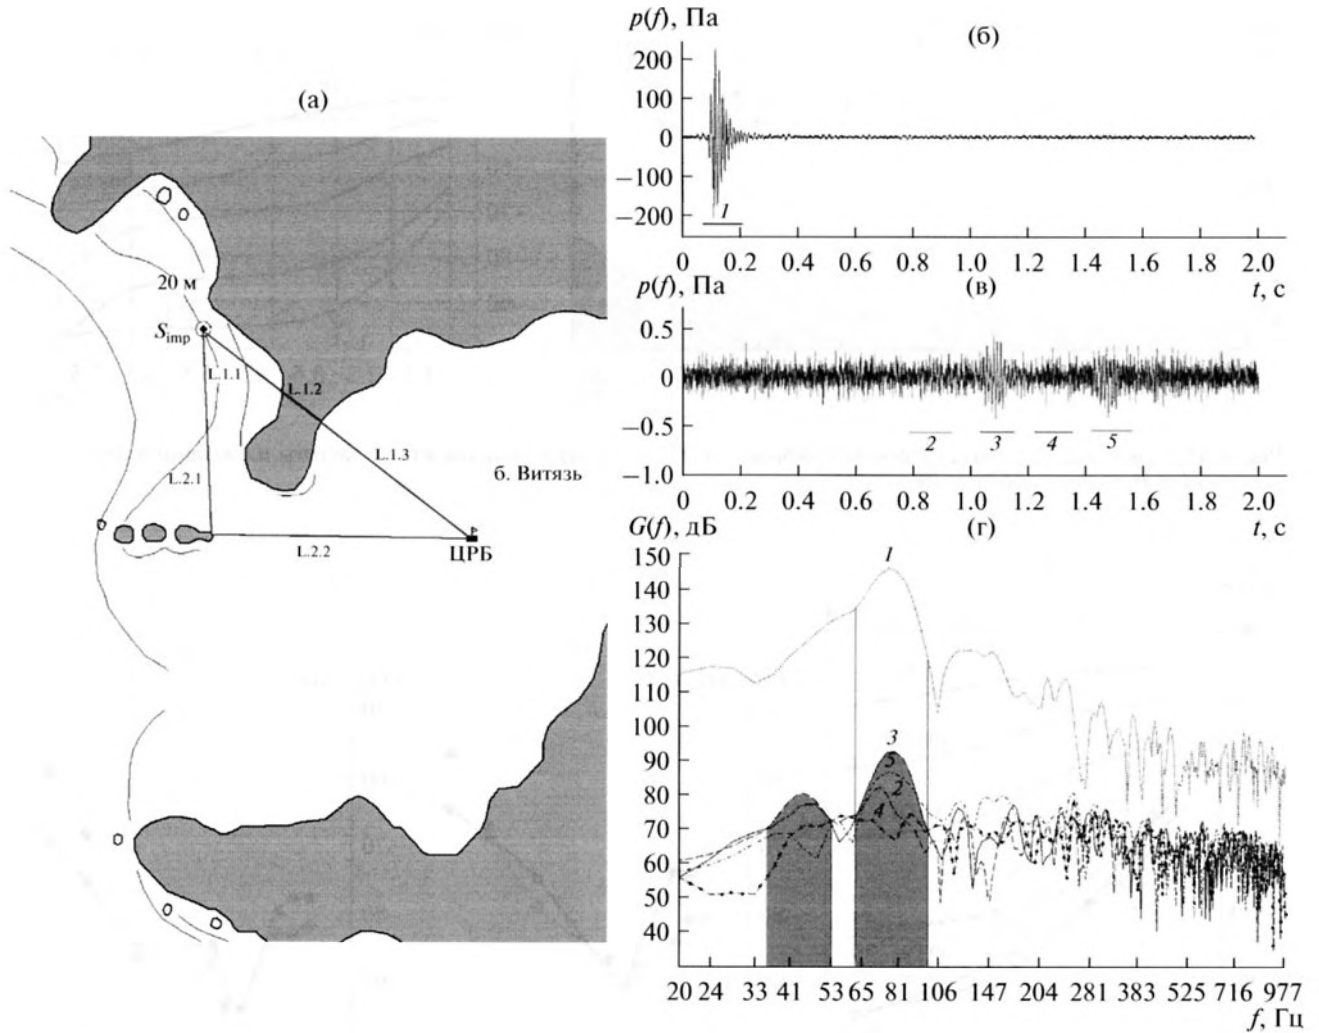 (а)
20 м
S_imp
L.1.1
L.1.2
L.1.3
L.2.1
L.2.2
б. Витязь
ЦРБ
p(f), Па
(б)
200
100
0
−100
−200
1
0 0.2 0.4 0.6 0.8 1.0 1.2 1.4 1.6 1.8 2.0
t, с
p(f), Па
(в)
0.5
0
−0.5
−1.0
2 3 4 5
0 0.2 0.4 0.6 0.8 1.0 1.2 1.4 1.6 1.8 2.0
t, с
G(f), дБ
(г)
150
140
130
120
110
100
90
80
70
60
50
40
1
3
5
2
4
20 24 33 41 53 65 81 106 147 204 281 383 525 716 977
f, Гц